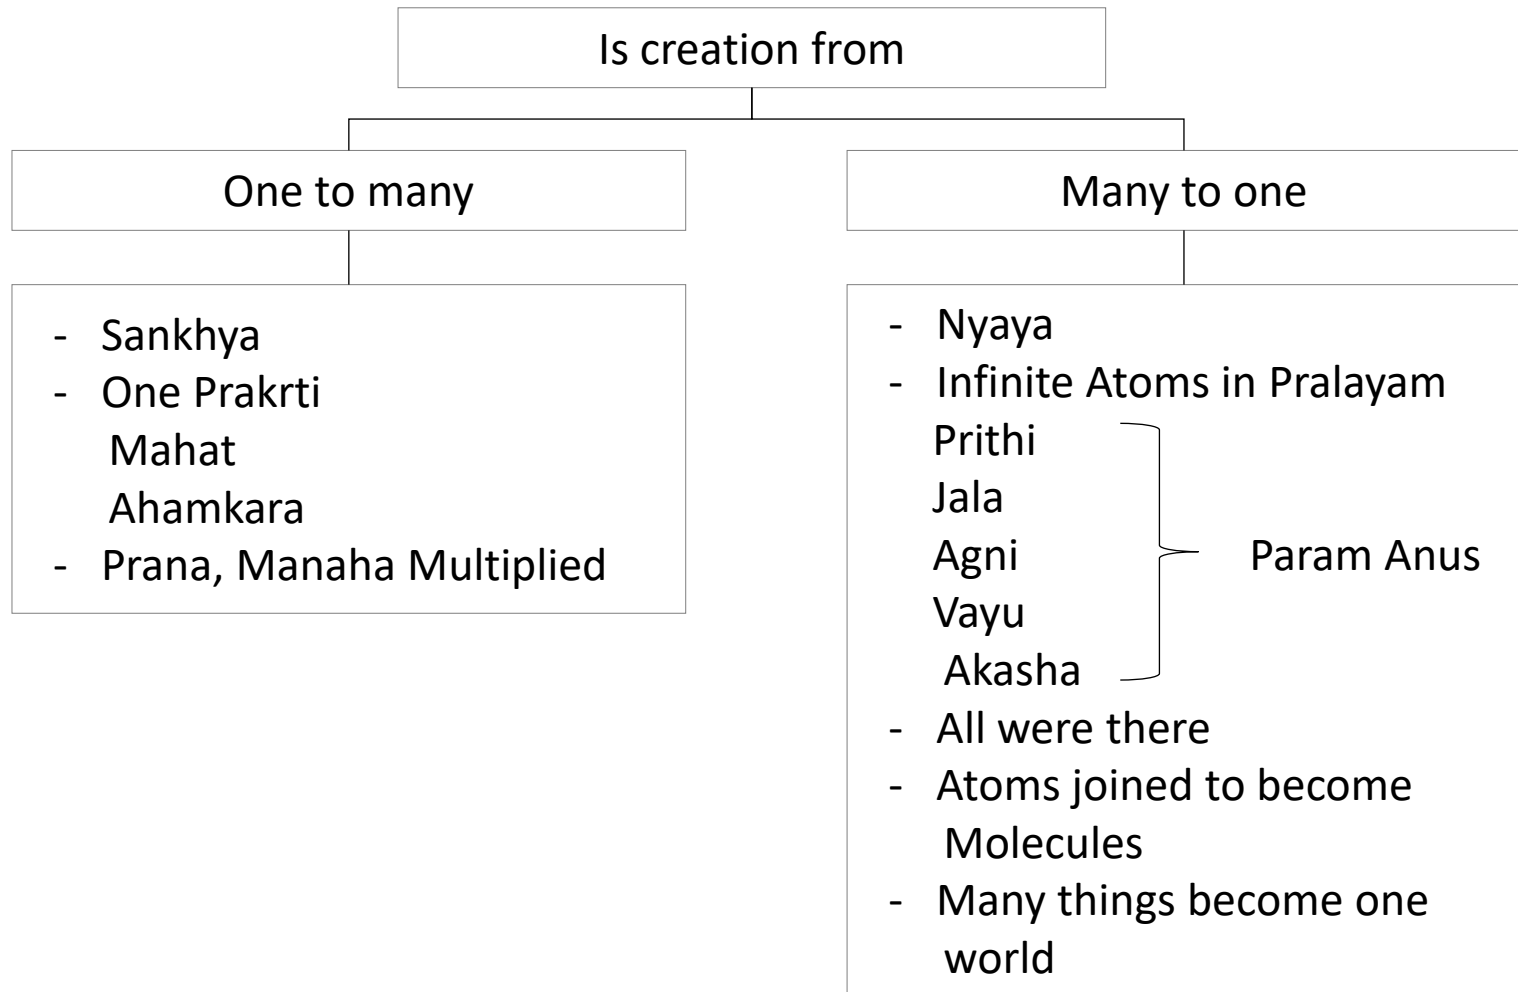 Is creation from
One to many
- Sankhya
- One Prakrti
Mahat
Ahamkara
- Prana, Manaha Multiplied
Many to one
- Nyaya
- Infinite Atoms in Pralayam
Prithi
Jala
Agni
Vayu
Akasha
Param Anus
- All were there
- Atoms joined to become
Molecules
- Many things become one
world